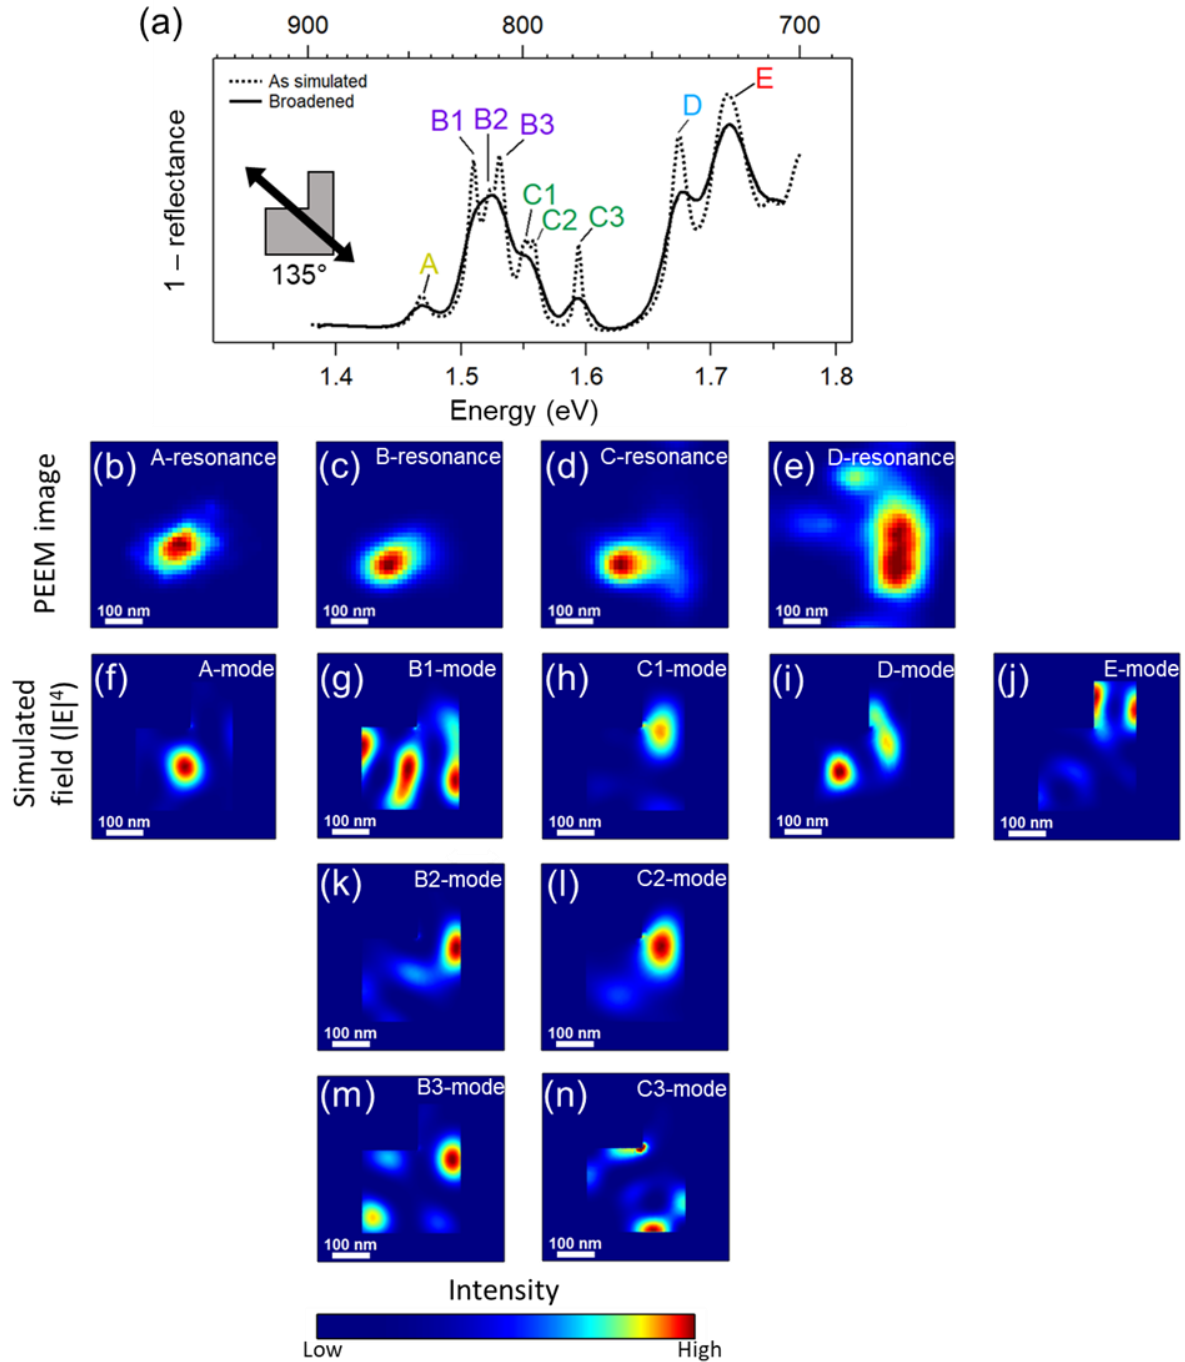 (a)
900 800 700
As simulated
Broadened
E
D
B1 B2 B3
C1
C2 C3
A
135°
1 – reflectance
1.4 1.5 1.6 1.7 1.8
Energy (eV)
PEEM image
(b) A-resonance
(c) B-resonance
(d) C-resonance
(e) D-resonance
100 nm
100 nm
100 nm
100 nm
Simulated
field (|E|⁴)
(f) A-mode
(g) B1-mode
(h) C1-mode
(i) D-mode
(j) E-mode
100 nm
100 nm
100 nm
100 nm
100 nm
(k) B2-mode
(l) C2-mode
100 nm
100 nm
(m) B3-mode
(n) C3-mode
100 nm
100 nm
Intensity
Low High